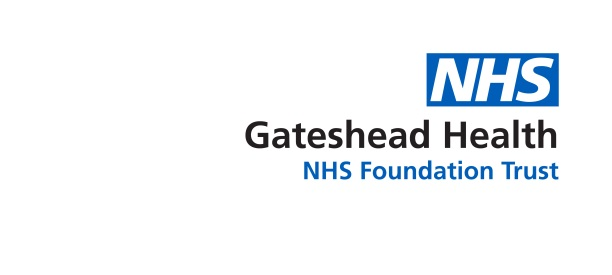 NHS
Gateshead Health
NHS Foundation Trust